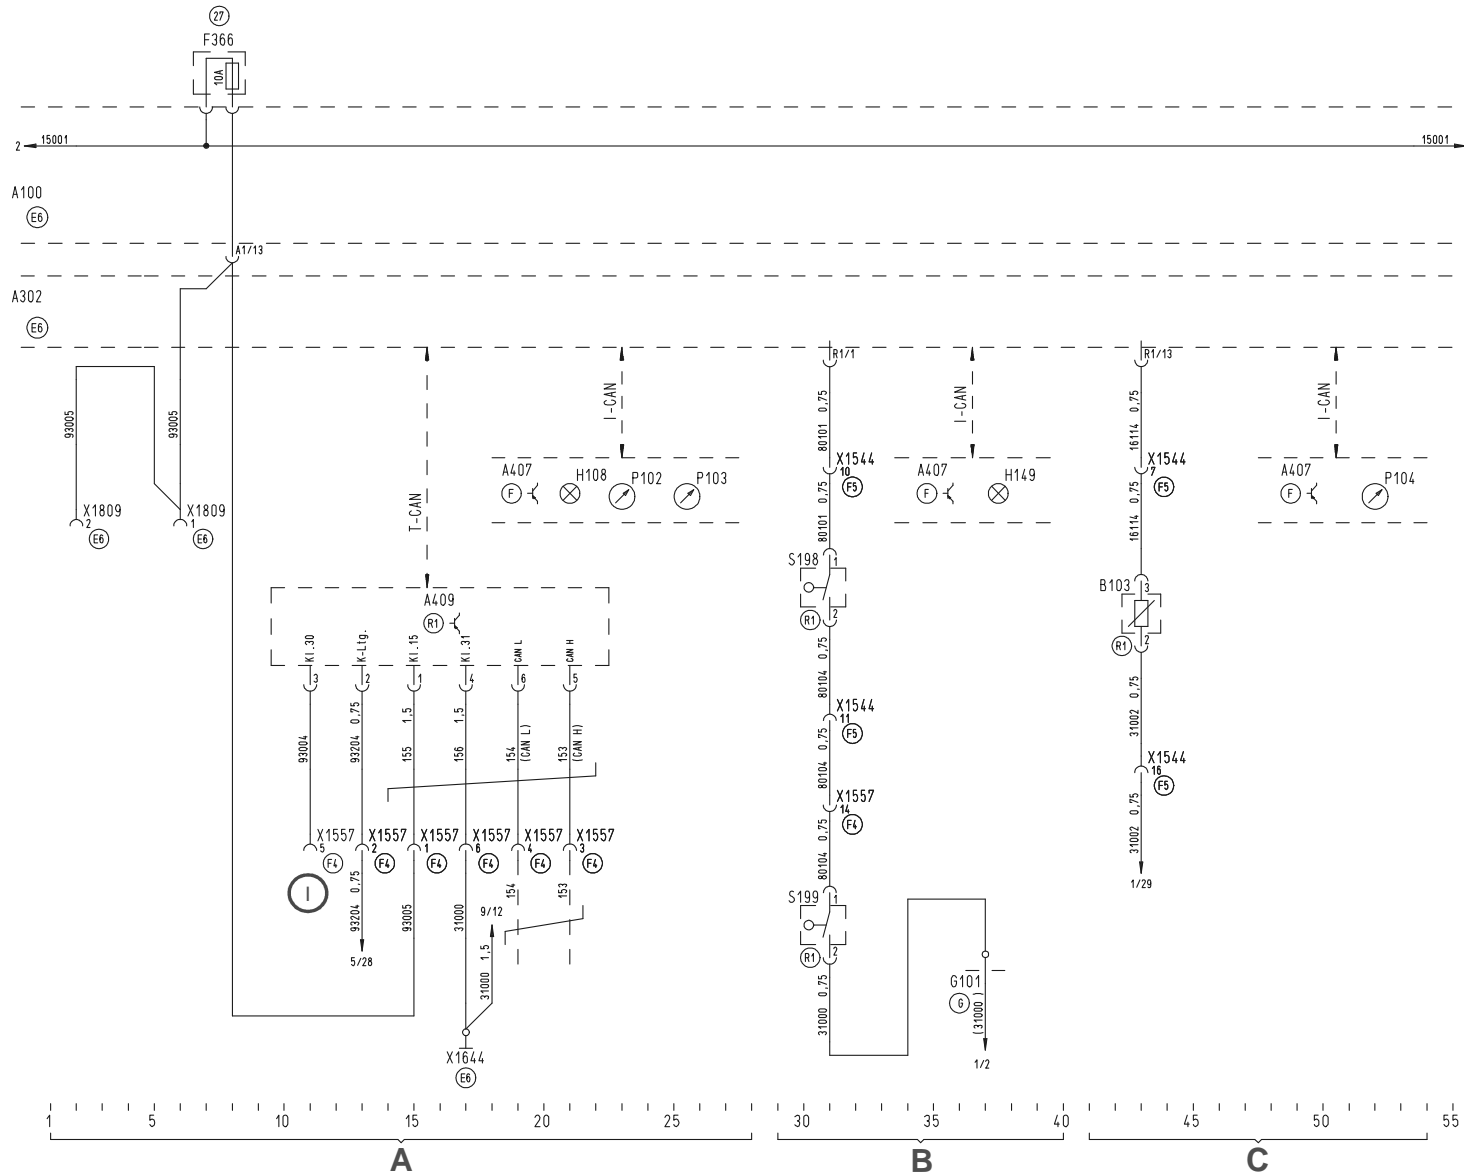 27
F366
10A
2
15001
15001
A100
E6
A1/13
A302
E6
R1/1
R1/13
93005
93005
X1809
2
E6
X1809
1
E6
T-CAN
I-CAN
A407
F
H108
P102
P103
80101 0,75
X1544
10
F5
80101 0,75
I-CAN
A407
F
H149
16114 0,75
X1544
7
F5
16114 0,75
I-CAN
A407
F
P104
S198
1
R1
2
B103
3
R1
2
A409
R1
Kl.30
K-Ltg.
Kl.15
Kl.31
CAN L
CAN H
3
2
1
4
6
5
93004
93204 0,75
155 1,5
156 1,5
154
(CAN L)
153
(CAN H)
80104 0,75
X1544
11
F5
80104 0,75
31002 0,75
X1544
16
F5
31002 0,75
1/29
X1557
14
F4
80104 0,75
X1557
5
F4
X1557
2
F4
X1557
1
F4
X1557
6
F4
X1557
4
F4
X1557
3
F4
I
93204 0,75
5/28
93005
31000
9/12
31000 1,5
154
153
S199
1
R1
2
31000 0,75
G101
G
(31000 )
1/2
X1644
E6
1 5 10 15 20 25 30 35 40 45 50 55
A B C